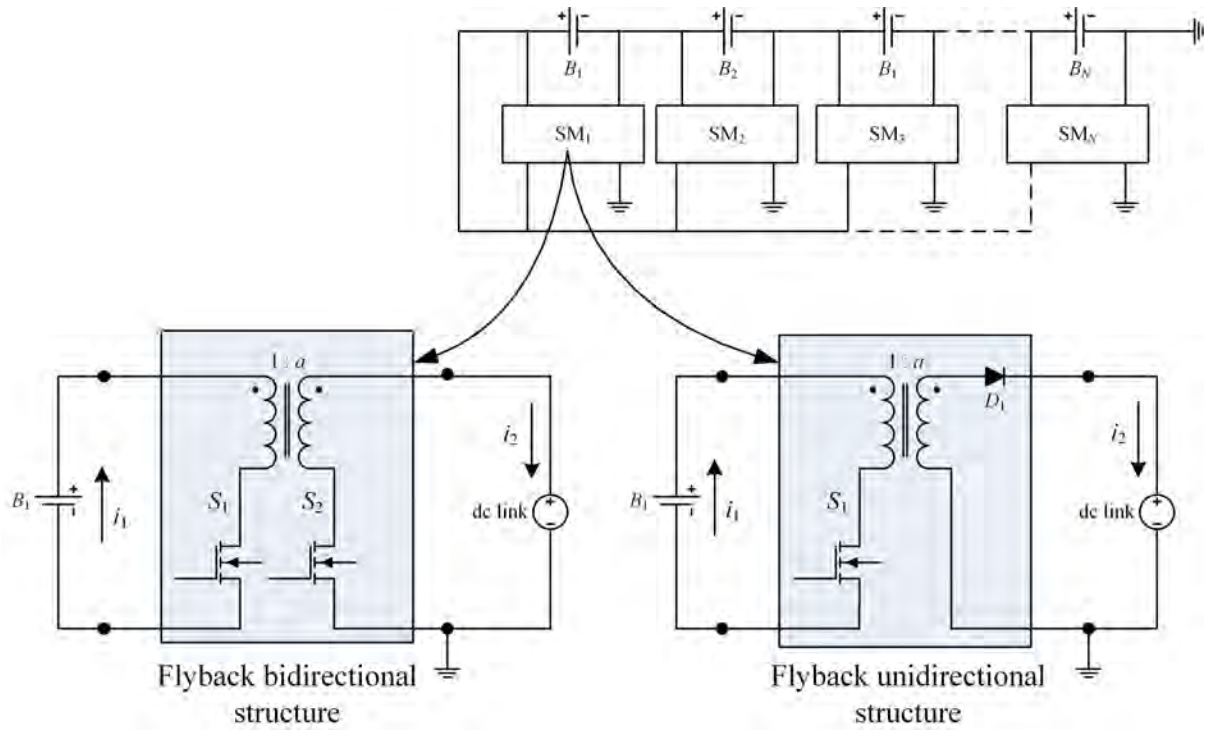 + - + - + - + -
B1 B2 B1 BN
SM1 SM2 SM3 SMN
1 : a 1 : a
D1
i2 i2
S1 S2 S1
B1 + i1 dc link + - B1 + i1 dc link + -
Flyback bidirectional
structure
Flyback unidirectional
structure